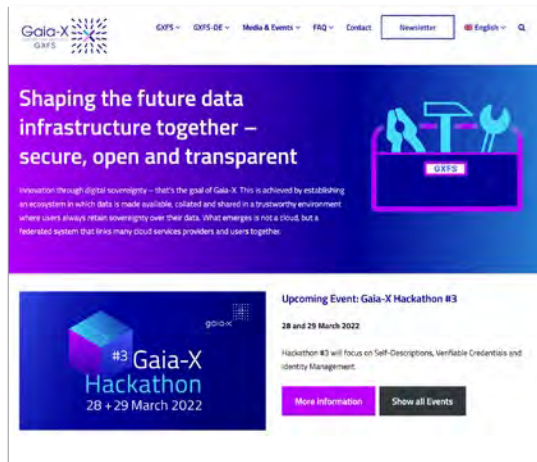 Gaia-X
GXFS
GXFS
GXFS-DE
Media & Events
FAQ
Contact
Newsletter
English
Shaping the future data
infrastructure together –
secure, open and transparent
GXFS
Innovation through digital sovereignty – that's the goal of Gaia-X. This is achieved by establishing
an ecosystem in which data is made available, collated and shared in a trustworthy environment
where users always retain sovereignty over their data. What emerges is not a cloud, but a
federated system that links many cloud services providers and users together.
gaia-x
#3 Gaia-X
Hackathon
28 + 29 March 2022
Upcoming Event: Gaia-X Hackathon #3
28 and 29 March 2022
Hackathon #3 will focus on Self-Descriptions, Verifiable Credentials and
Identity Management.
More information
Show all Events